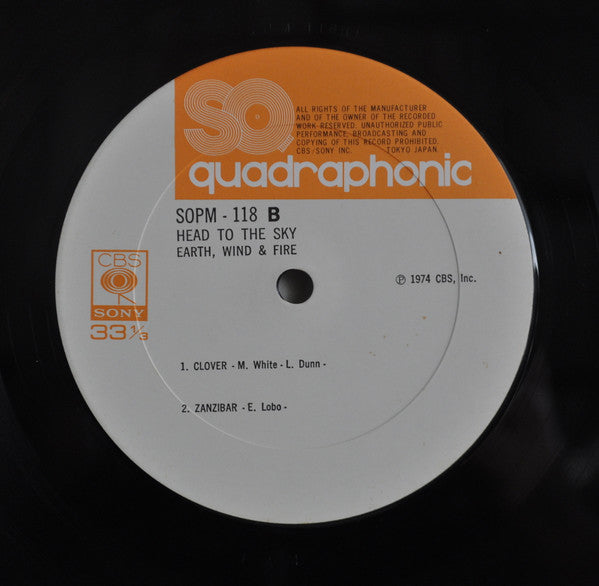 SQ
quadraphonic
ALL RIGHTS OF THE MANUFACTURER
AND OF THE OWNER OF THE RECORDED
WORK RESERVED. UNAUTHORIZED PUBLIC
PERFORMANCE, BROADCASTING AND
COPYING OF THIS RECORD PROHIBITED.
CBS/SONY INC. TOKYO JAPAN
SOPM - 118 B
HEAD TO THE SKY
EARTH, WIND & FIRE
CBS
SONY
33⅓
℗ 1974 CBS, Inc.
1. CLOVER - M. White - L. Dunn -
2. ZANZIBAR - E. Lobo -